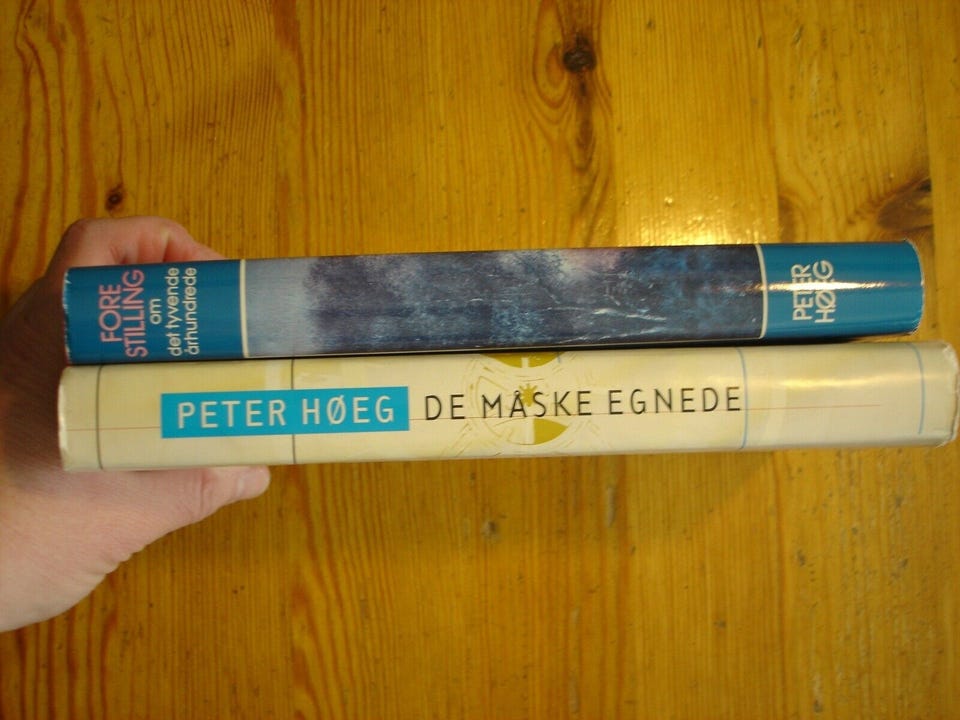 FORE
STILLING
om
det tyvende
århundrede
PETER
HØEG
PETER HØEG DE MÅSKE EGNEDE